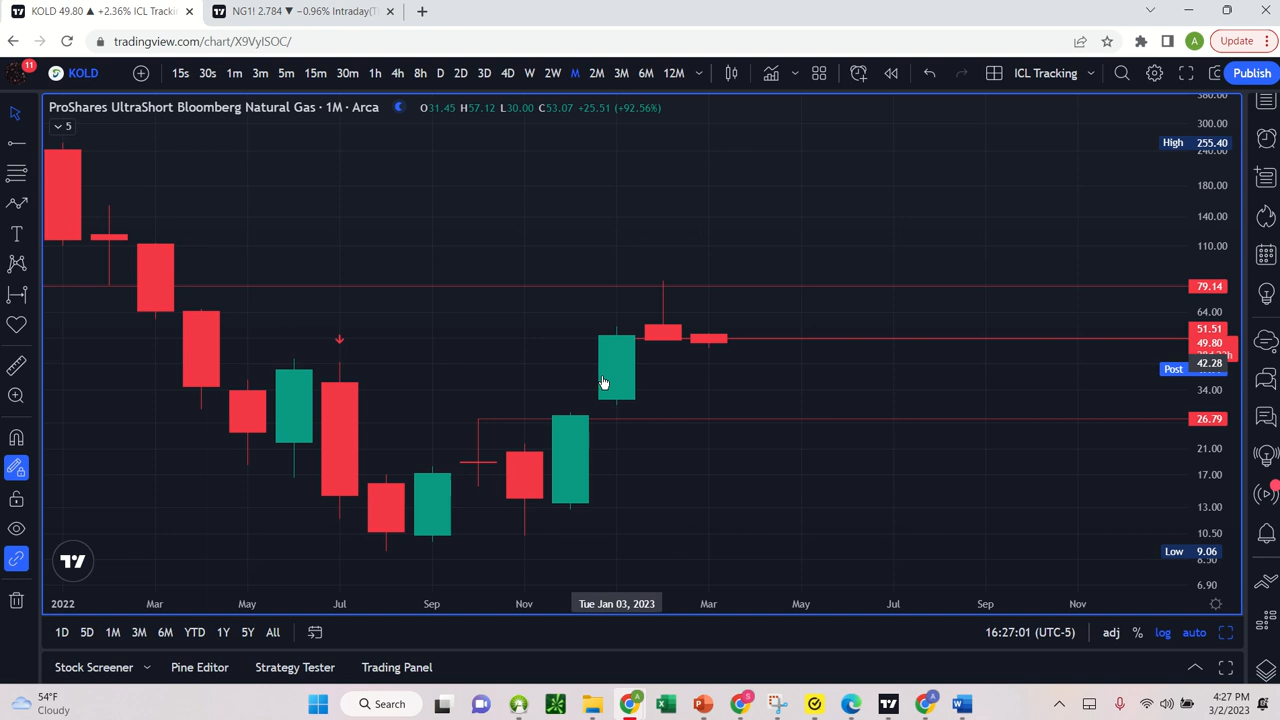 KOLD 49.80 ▲ +2.36% ICL Tracki
NG1! 2.784 ▼ −0.96% Intraday(T
tradingview.com/chart/X9VyISOC/
A
Update
11
KOLD
15s 30s 1m 3m 5m 15m 30m 1h 4h 8h D 2D 3D 4D W 2W M 2M 3M 6M 12M
ICL Tracking
Publish
ProShares UltraShort Bloomberg Natural Gas · 1M · Arca
O31.45 H57.12 L30.00 C53.07 +25.51 (+92.56%)
5
380.00
300.00
High 255.40
240.00
180.00
140.00
110.00
79.14
64.00
51.51
49.80
42.28
Post
34.00
26.79
21.00
17.00
13.00
10.50
Low 9.06
8.50
6.90
2022 Mar May Jul Sep Nov Tue Jan 03, 2023 Mar May Jul Sep Nov
1D 5D 1M 3M 6M YTD 1Y 5Y All
16:27:01 (UTC-5)
adj % log auto
Stock Screener Pine Editor Strategy Tester Trading Panel
54°F
Cloudy
Search
4:27 PM
3/2/2023